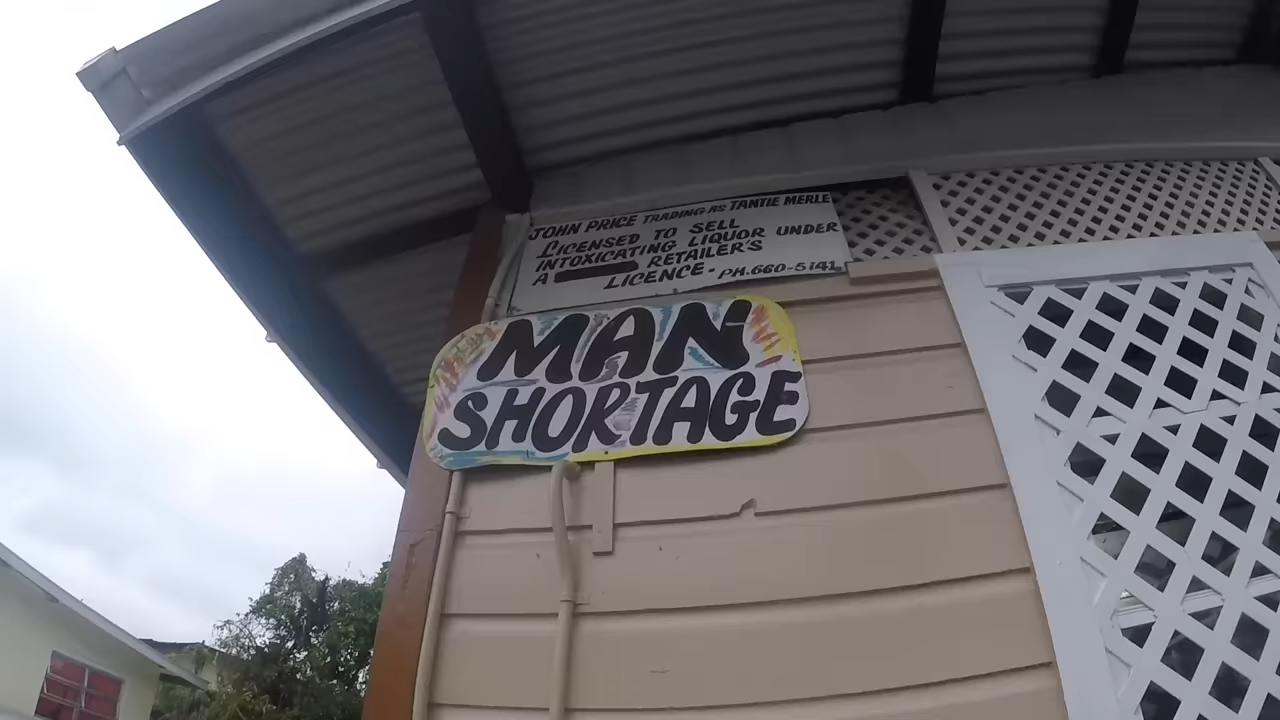 JOHN PRICE TRADING AS TANTIE MERLE
LICENSED TO SELL
INTOXICATING LIQUOR UNDER
A RETAILER'S
LICENCE - PH.660-5141
MAN
SHORTAGE